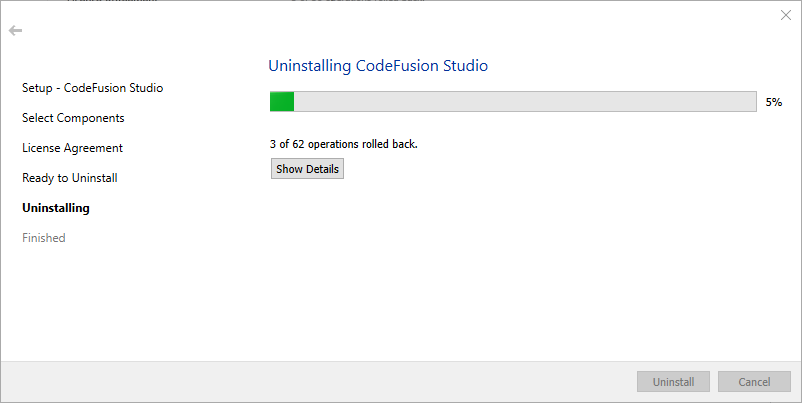 Uninstalling CodeFusion Studio
Setup - CodeFusion Studio
Select Components
License Agreement
Ready to Uninstall
Uninstalling
Finished
5%
3 of 62 operations rolled back.
Show Details
Uninstall
Cancel